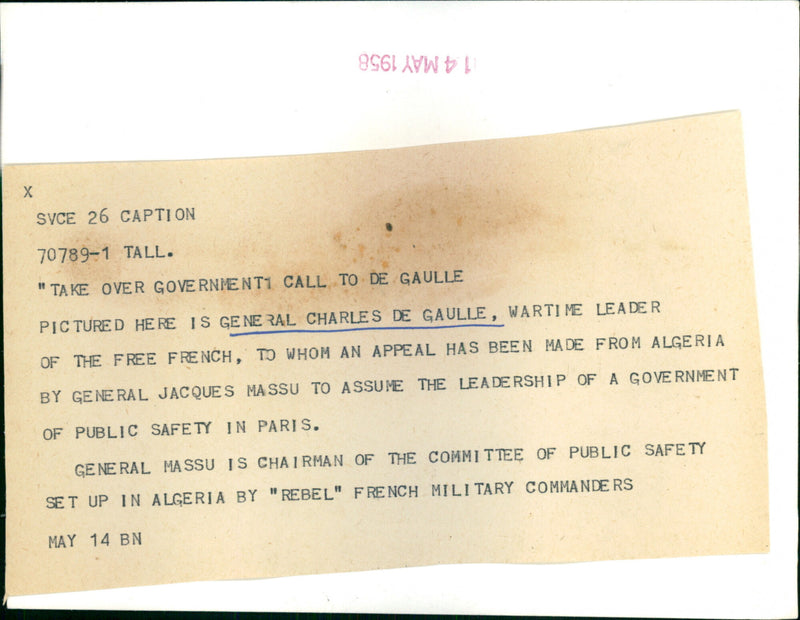 14 MAY 1958
X
SVCE 26 CAPTION
70789-1 TALL.
"TAKE OVER GOVERNMENT1 CALL TO DE GAULLE
PICTURED HERE IS GENERAL CHARLES DE GAULLE, WARTIME LEADER
OF THE FREE FRENCH, TO WHOM AN APPEAL HAS BEEN MADE FROM ALGERIA
BY GENERAL JACQUES MASSU TO ASSUME THE LEADERSHIP OF A GOVERNMENT
OF PUBLIC SAFETY IN PARIS.
GENERAL MASSU IS CHAIRMAN OF THE COMMITTEE OF PUBLIC SAFETY
SET UP IN ALGERIA BY "REBEL" FRENCH MILITARY COMMANDERS
MAY 14 BN